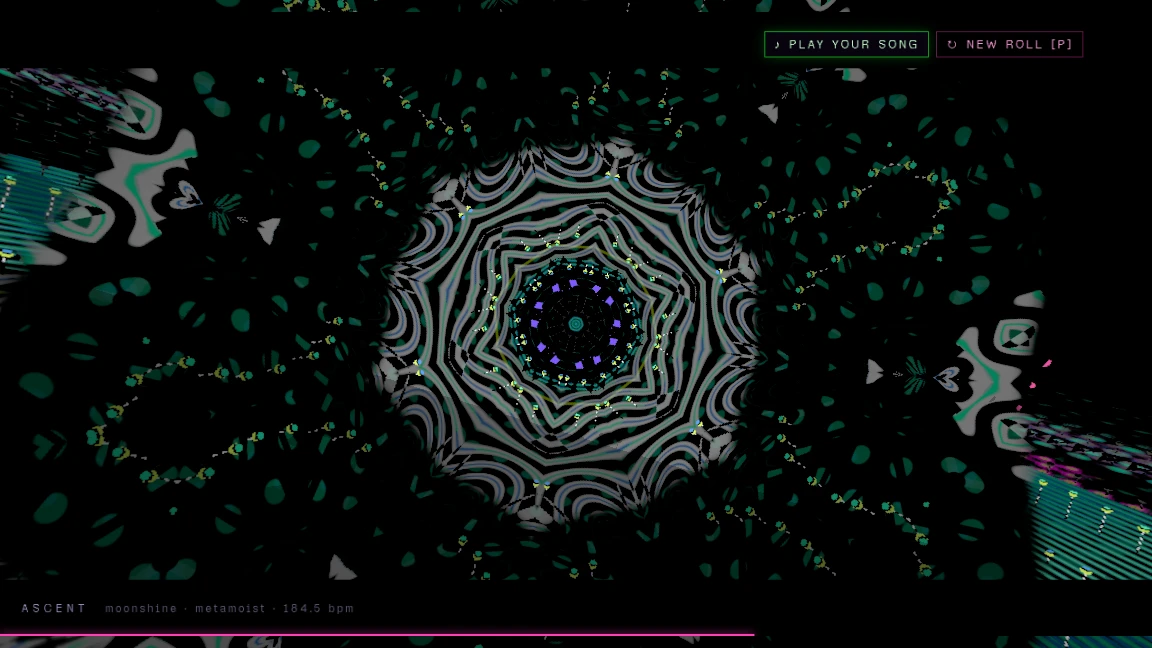 ♪ PLAY YOUR SONG
↻ NEW ROLL [P]
ASCENT moonshine · metamoist · 184.5 bpm